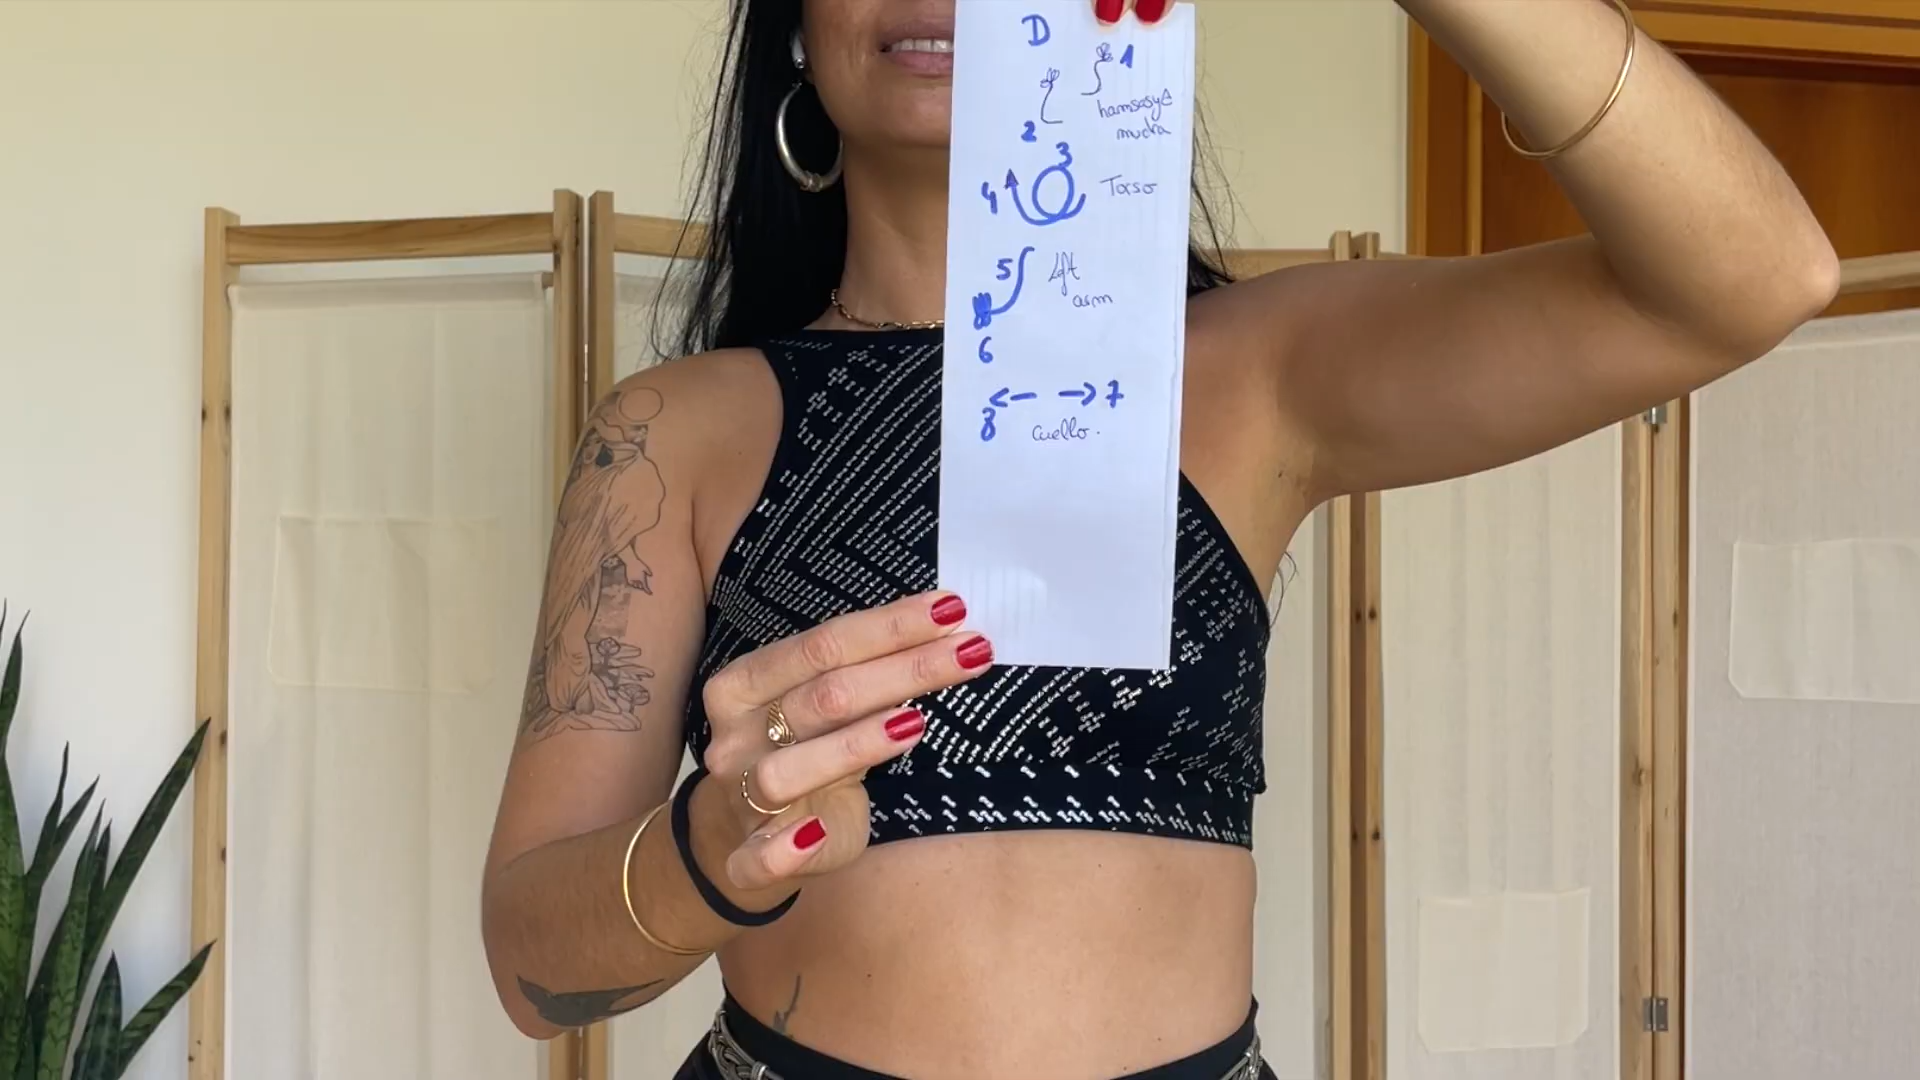 D
1
hamsasye
mudra
2
3
4 Torso
5 left
arm
6
← → 7
8 cuello.